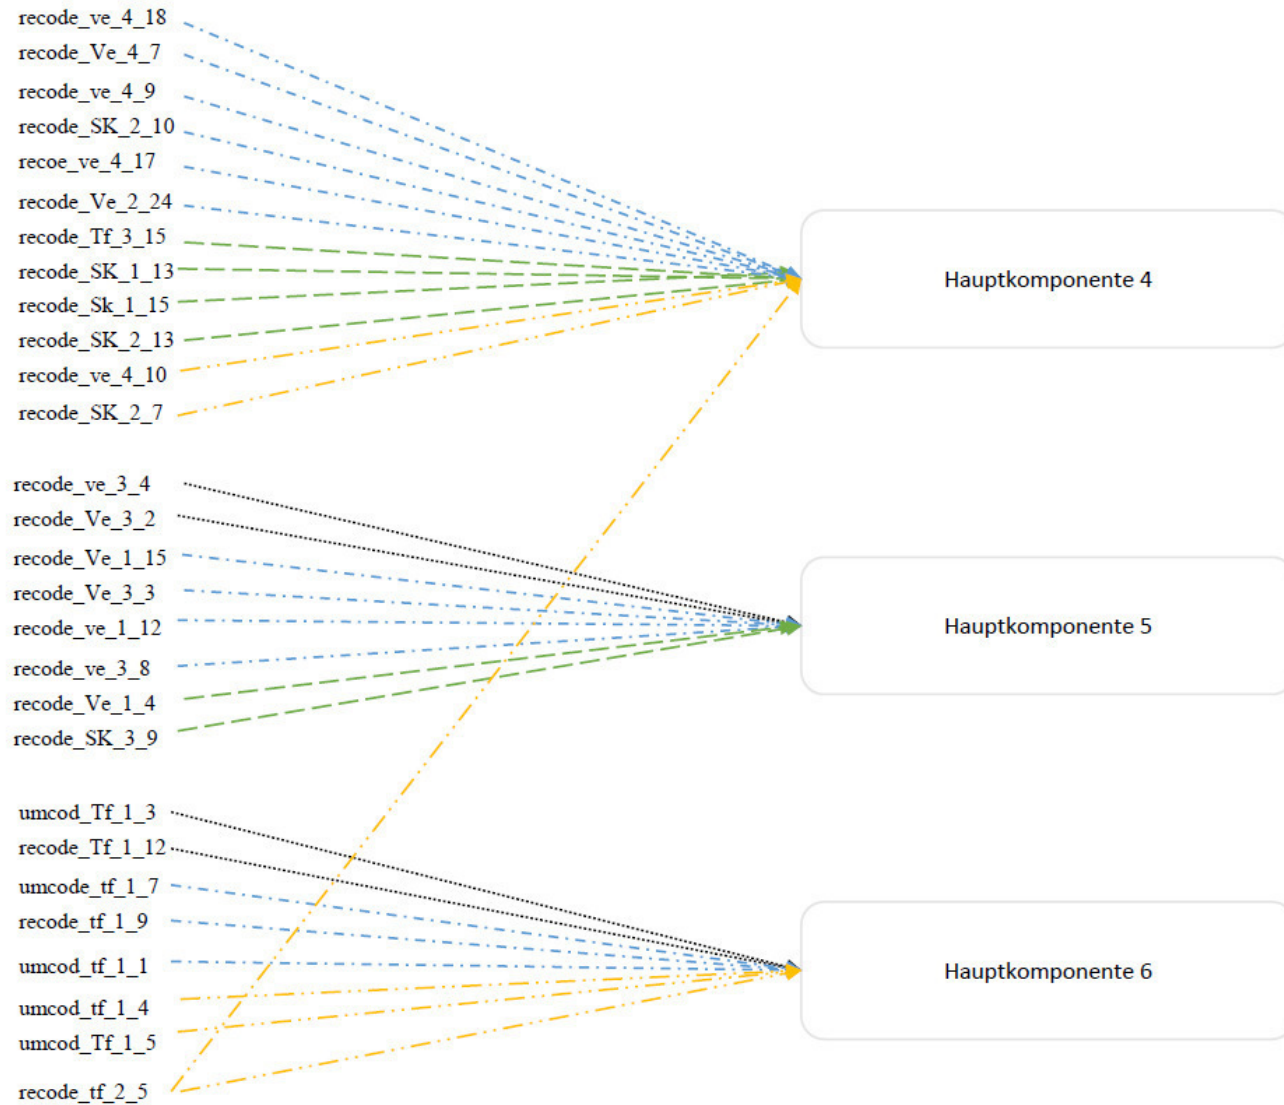 recode_ve_4_18
recode_Ve_4_7
recode_ve_4_9
recode_SK_2_10
recoe_ve_4_17
recode_Ve_2_24
recode_Tf_3_15
recode_SK_1_13
recode_Sk_1_15
recode_SK_2_13
recode_ve_4_10
recode_SK_2_7
Hauptkomponente 4
recode_ve_3_4
recode_Ve_3_2
recode_Ve_1_15
recode_Ve_3_3
recode_ve_1_12
recode_ve_3_8
recode_Ve_1_4
recode_SK_3_9
Hauptkomponente 5
umcod_Tf_1_3
recode_Tf_1_12
umcode_tf_1_7
recode_tf_1_9
umcod_tf_1_1
umcod_tf_1_4
umcod_Tf_1_5
recode_tf_2_5
Hauptkomponente 6